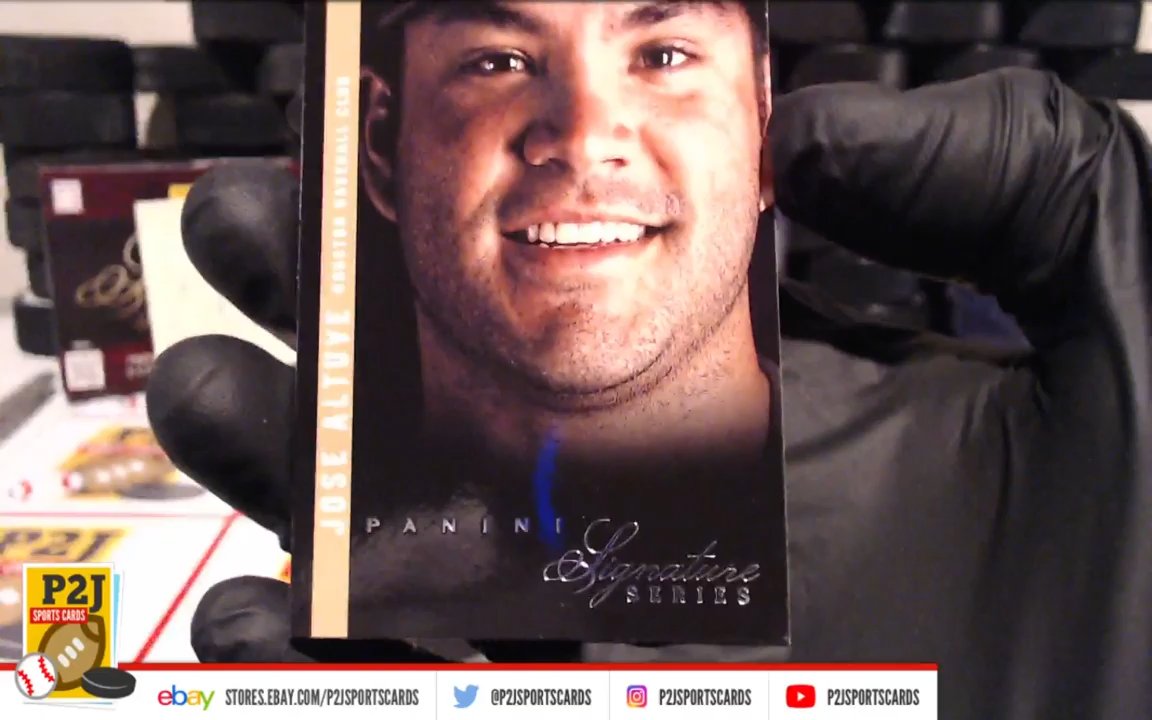 JOSE ALTUVE HOUSTON BASEBALL CLUB
PANINI
Signature
SERIES
P2J
P2J
SPORTS CARDS
ebay STORES.EBAY.COM/P2JSPORTSCARDS
@P2JSPORTSCARDS
P2JSPORTSCARDS
P2JSPORTSCARDS